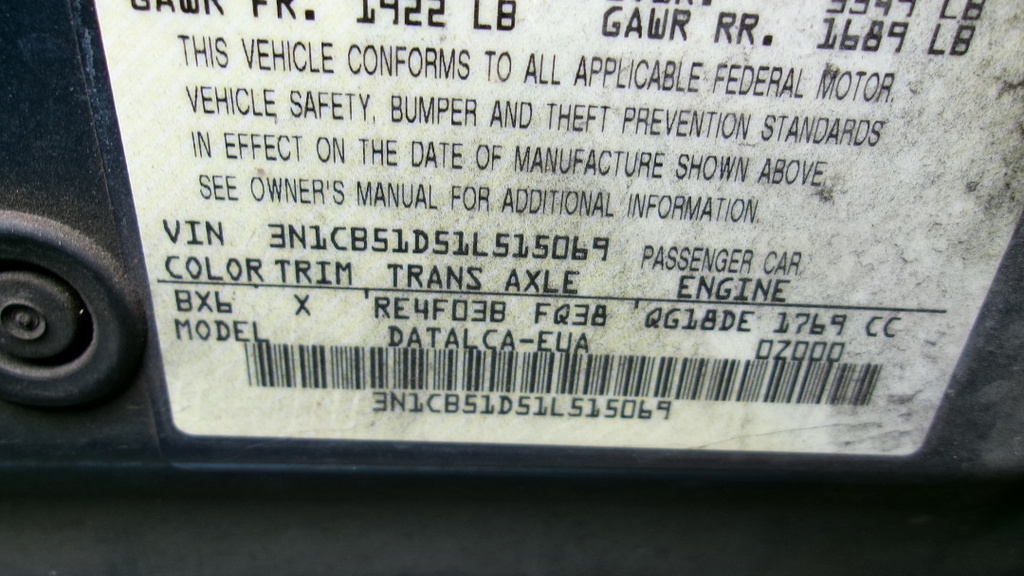 GAWR FR. 1922 LB
GAWR RR. 1689 LB
THIS VEHICLE CONFORMS TO ALL APPLICABLE FEDERAL MOTOR
VEHICLE SAFETY, BUMPER AND THEFT PREVENTION STANDARDS
IN EFFECT ON THE DATE OF MANUFACTURE SHOWN ABOVE.
SEE OWNER'S MANUAL FOR ADDITIONAL INFORMATION.
VIN 3N1CB51D51L515069 PASSENGER CAR
COLOR TRIM TRANS AXLE ENGINE
BX6 X RE4F03B FQ38 QG18DE 1769 CC
MODEL DATALCA-EUA 0Z000
3N1CB51D51L515069